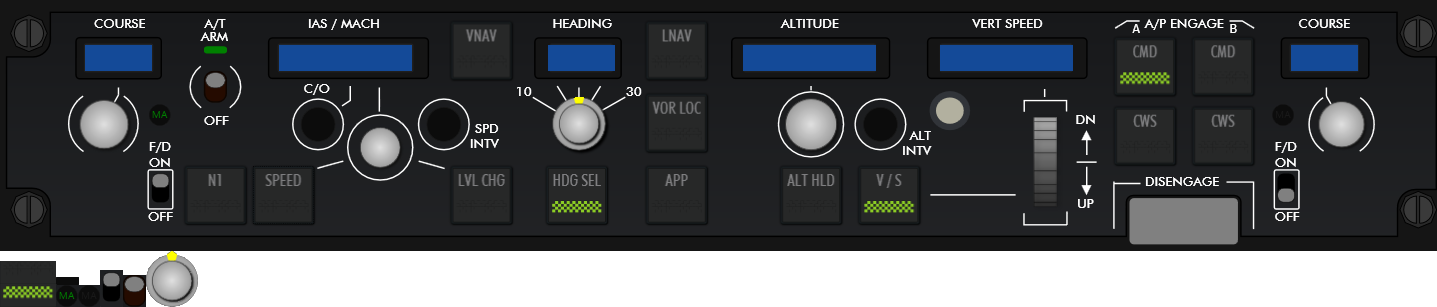 COURSE
A/T
ARM
OFF
MA
F/D
ON
OFF
IAS / MACH
C/O
SPD
INTV
N1
SPEED
VNAV
LVL CHG
HEADING
10
30
HDG SEL
LNAV
VOR LOC
APP
ALTITUDE
ALT
INTV
ALT HLD
VERT SPEED
V / S
DN
UP
A/P ENGAGE
A
B
CMD
CMD
CWS
CWS
DISENGAGE
COURSE
MA
F/D
ON
OFF
MA
MA